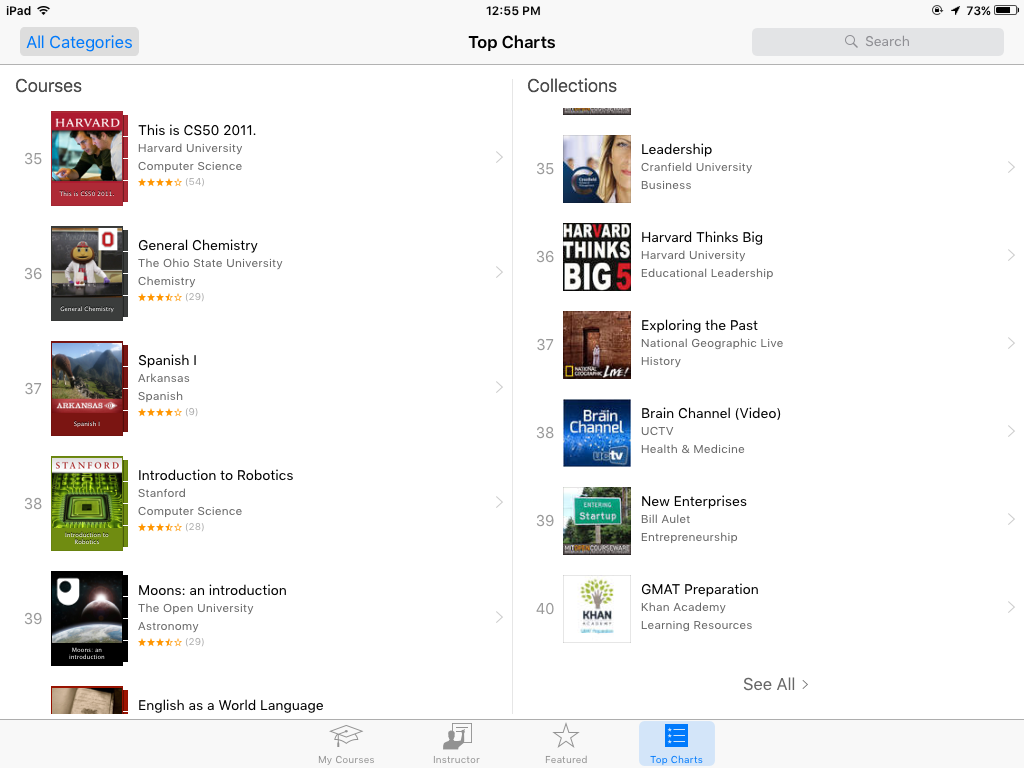 iPad
12:55 PM
73%
All Categories
Top Charts
Search
Courses
35
HARVARD
This is CS50 2011.
This is CS50 2011.
Harvard University
Computer Science
(54)
36
General Chemistry
General Chemistry
The Ohio State University
Chemistry
(29)
37
ARKANSAS
Spanish I
Spanish I
Arkansas
Spanish
(9)
38
STANFORD
Introduction to
Robotics
Introduction to Robotics
Stanford
Computer Science
(28)
39
Moons: an
introduction
Moons: an introduction
The Open University
Astronomy
(29)
English as a World Language
Collections
35
Cranfield
Leadership
Cranfield University
Business
36
HARVARD
THINKS
BIG 5
Harvard Thinks Big
Harvard University
Educational Leadership
37
NATIONAL
GEOGRAPHIC
LIVE!
Exploring the Past
National Geographic Live
History
38
Brain
Channel
uctv
Brain Channel (Video)
UCTV
Health & Medicine
39
ENTERING
Startup
MITOPENCOURSEWARE
New Enterprises
Bill Aulet
Entrepreneurship
40
KHAN
ACADEMY
GMAT Preparation
GMAT Preparation
Khan Academy
Learning Resources
See All
My Courses
Instructor
Featured
Top Charts